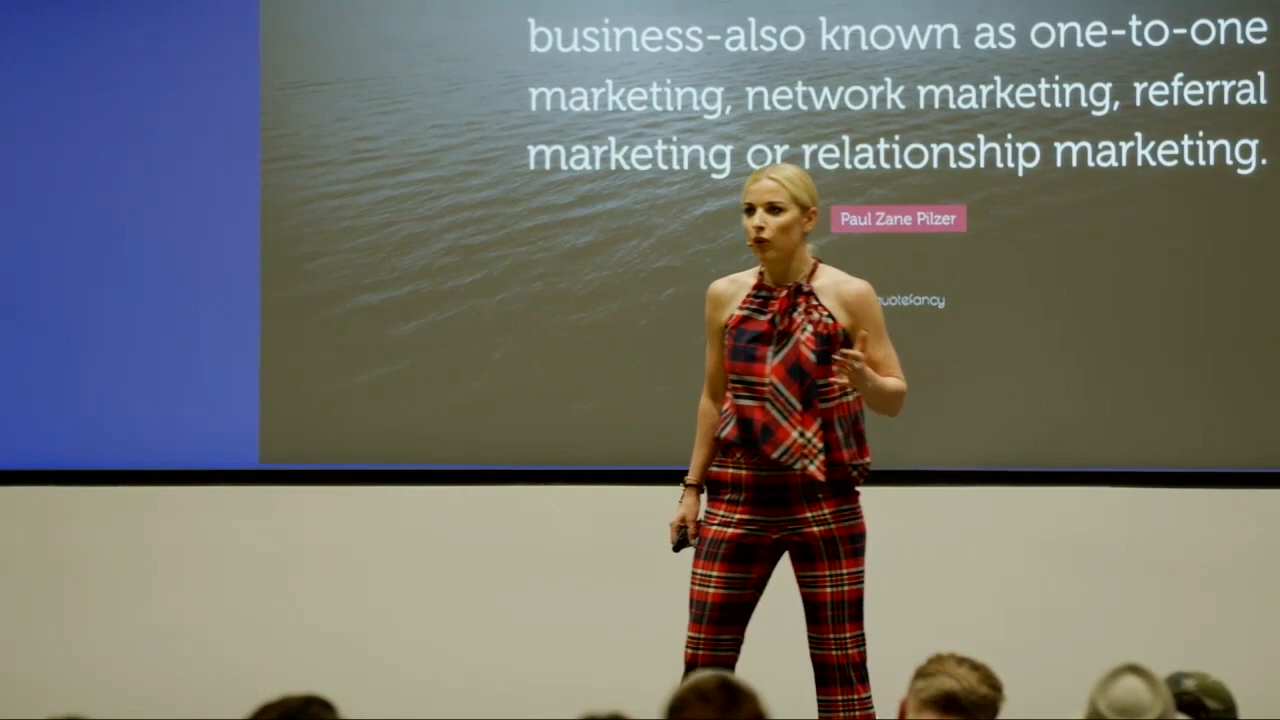 business-also known as one-to-one
marketing, network marketing, referral
marketing or relationship marketing.
Paul Zane Pilzer
quotefancy